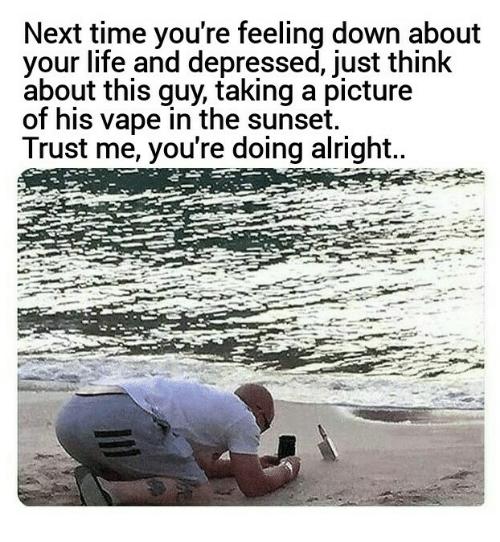 Next time you're feeling down about
your life and depressed, just think
about this guy, taking a picture
of his vape in the sunset.
Trust me, you're doing alright..